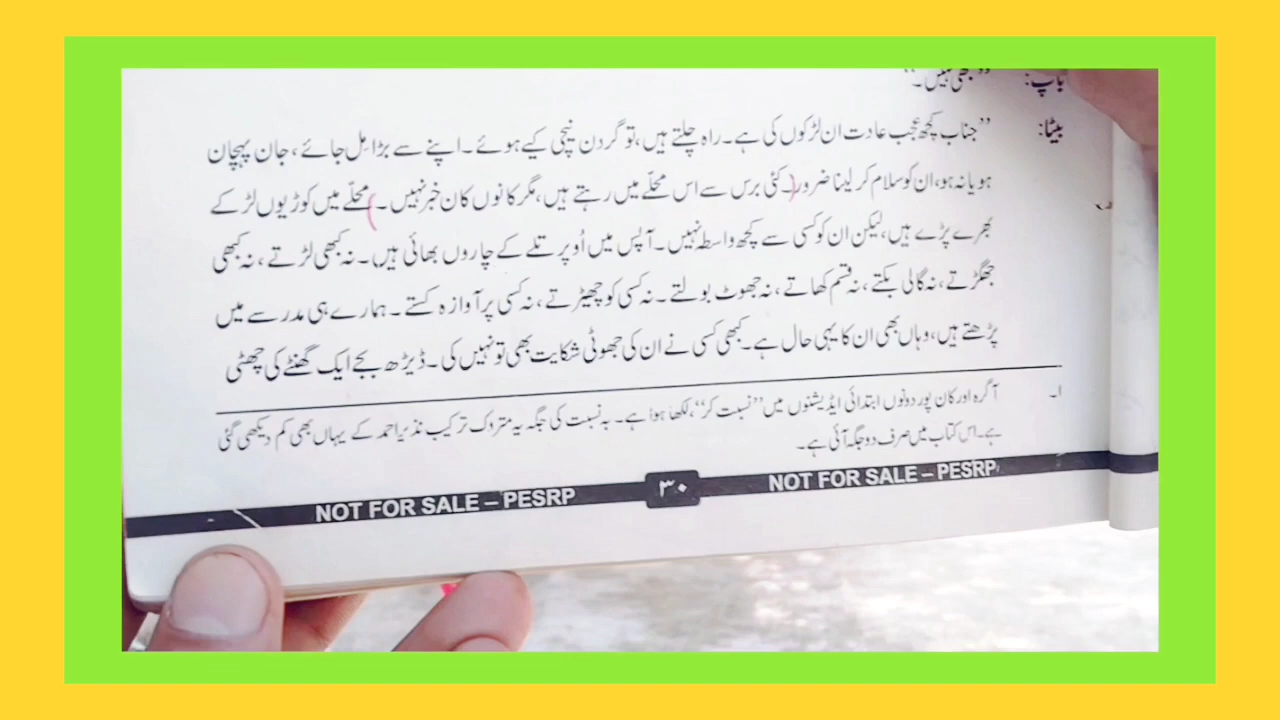 باپ: "کبھی نہیں۔"
بیٹا: "جناب کچھ عجب عادت ان لڑکوں کی ہے۔ راہ چلتے ہیں، تو گردن نیچی کیے ہوئے۔ اپنے سے بڑا مِل جائے، جان پہچان
ہو یا نہ ہو، ان کو سلام کر لینا ضرور۔ کئی برس سے اس محلّے میں رہتے ہیں، مگر کانوں کان خبر نہیں۔ محلّے میں کوڑیوں لڑکے
بھرے پڑے ہیں، لیکن ان کو کسی سے کچھ واسطہ نہیں۔ آپس میں اُوپر تلے کے چاروں بھائی ہیں۔ نہ کبھی لڑتے، نہ کبھی
جھگڑتے، نہ گالی بکتے، نہ قسم کھاتے، نہ جھوٹ بولتے۔ نہ کسی کو چھیڑتے، نہ کسی پر آوازہ کستے۔ ہمارے ہی مدرسے میں
پڑھتے ہیں، وہاں بھی ان کا یہی حال ہے۔ کبھی کسی نے ان کی جھوٹی شکایت بھی تو نہیں کی۔ ڈیڑھ بجے ایک گھنٹے کی چھٹی
۱۔ آگرہ اور کان پور دونوں ابتدائی ایڈیشنوں میں "نسبت کر"، لکھا ہوا ہے۔ بہ نسبت کی جگہ یہ متروک ترکیب نذیر احمد کے یہاں بھی کم دیکھی گئی
ہے۔ اس کتاب میں صرف دو جگہ آئی ہے۔
NOT FOR SALE – PESRP ۳۰ NOT FOR SALE – PESRP